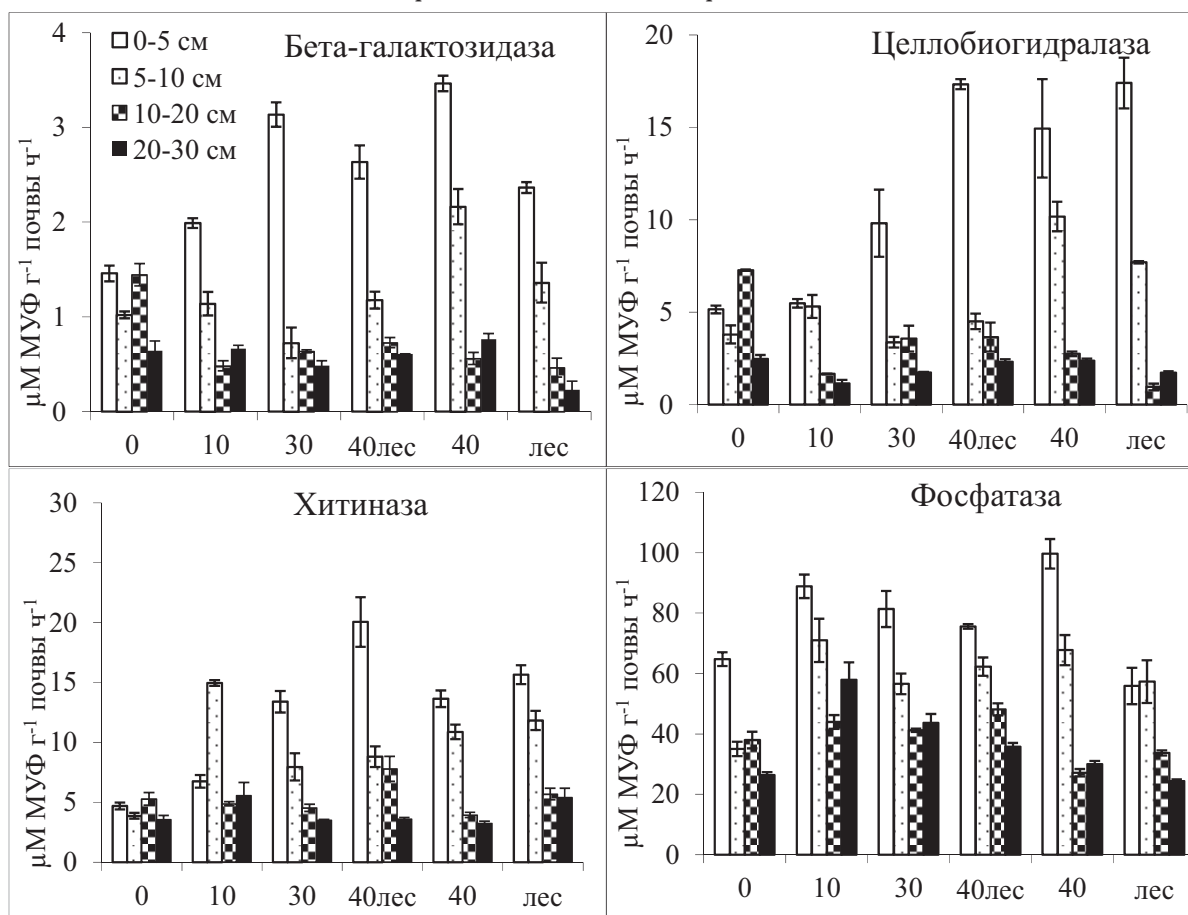 4
3
2
1
0
0-5 см
5-10 см
10-20 см
20-30 см
Бета-галактозидаза
µM МУФ г-1 почвы ч-1
0 10 30 40лес 40 лес
20
15
10
5
0
Целлобиогидралаза
µM МУФ г-1 почвы ч-1
0 10 30 40лес 40 лес
30
25
20
15
10
5
0
Хитиназа
µM МУФ г-1 почвы ч-1
0 10 30 40лес 40 лес
120
100
80
60
40
20
0
Фосфатаза
µM МУФ г-1 почвы ч-1
0 10 30 40лес 40 лес